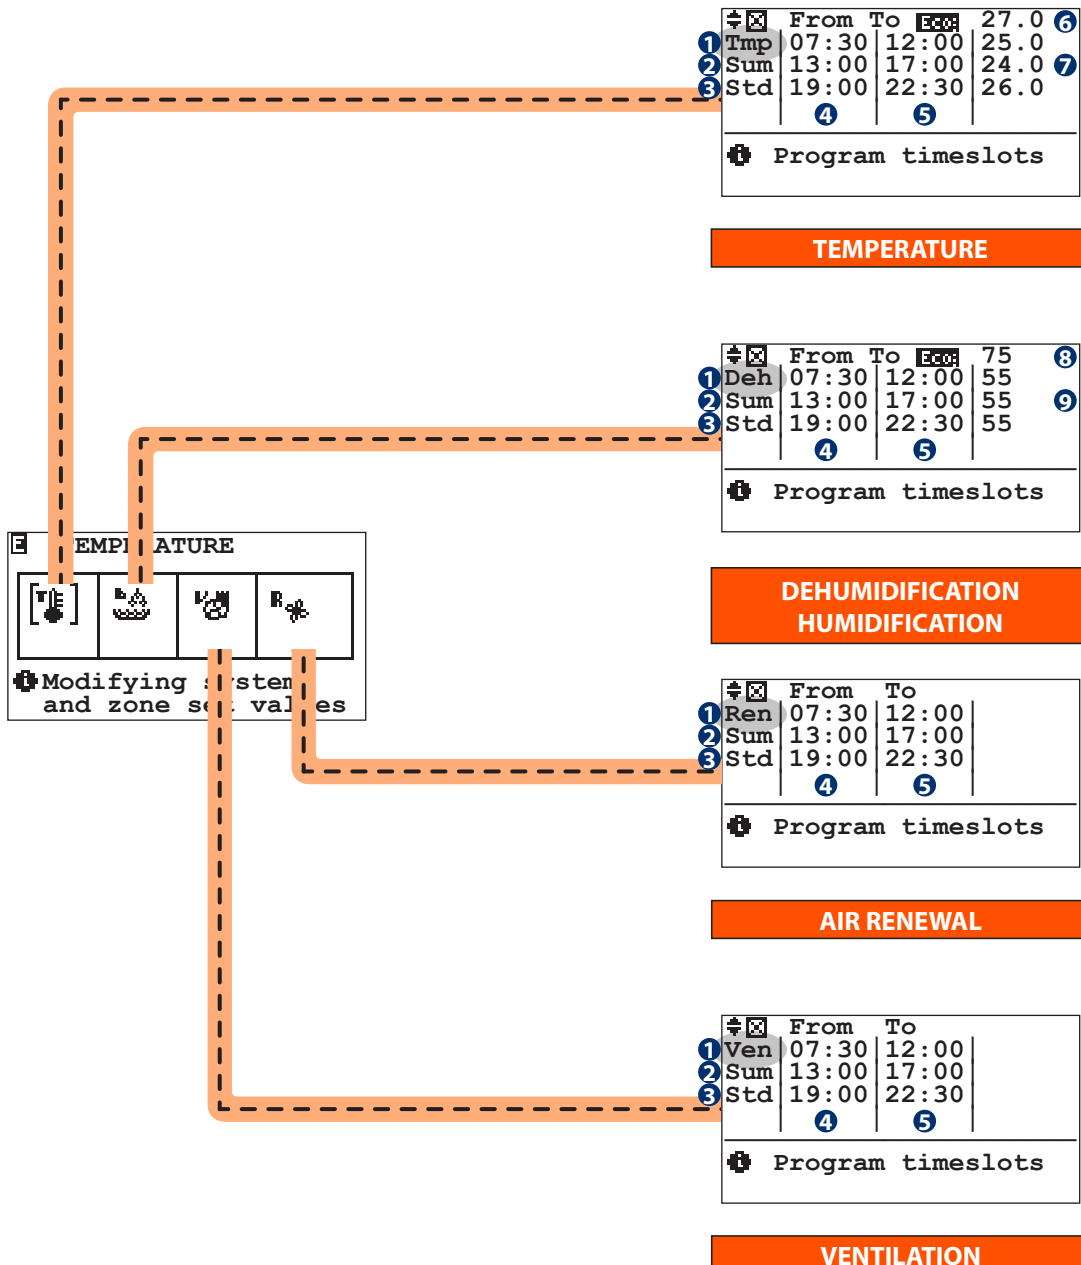 From To Eco: 27.0 6
1 Tmp 07:30 12:00 25.0
2 Sum 13:00 17:00 24.0 7
3 Std 19:00 22:30 26.0
4 5
i Program timeslots
TEMPERATURE
From To Eco: 75 8
1 Deh 07:30 12:00 55
2 Sum 13:00 17:00 55 9
3 Std 19:00 22:30 55
4 5
i Program timeslots
DEHUMIDIFICATION
HUMIDIFICATION
E TEMPERATURE
T
R
i Modifying system
and zone set values
From To
1 Ren 07:30 12:00
2 Sum 13:00 17:00
3 Std 19:00 22:30
4 5
i Program timeslots
AIR RENEWAL
From To
1 Ven 07:30 12:00
2 Sum 13:00 17:00
3 Std 19:00 22:30
4 5
i Program timeslots
VENTILATION